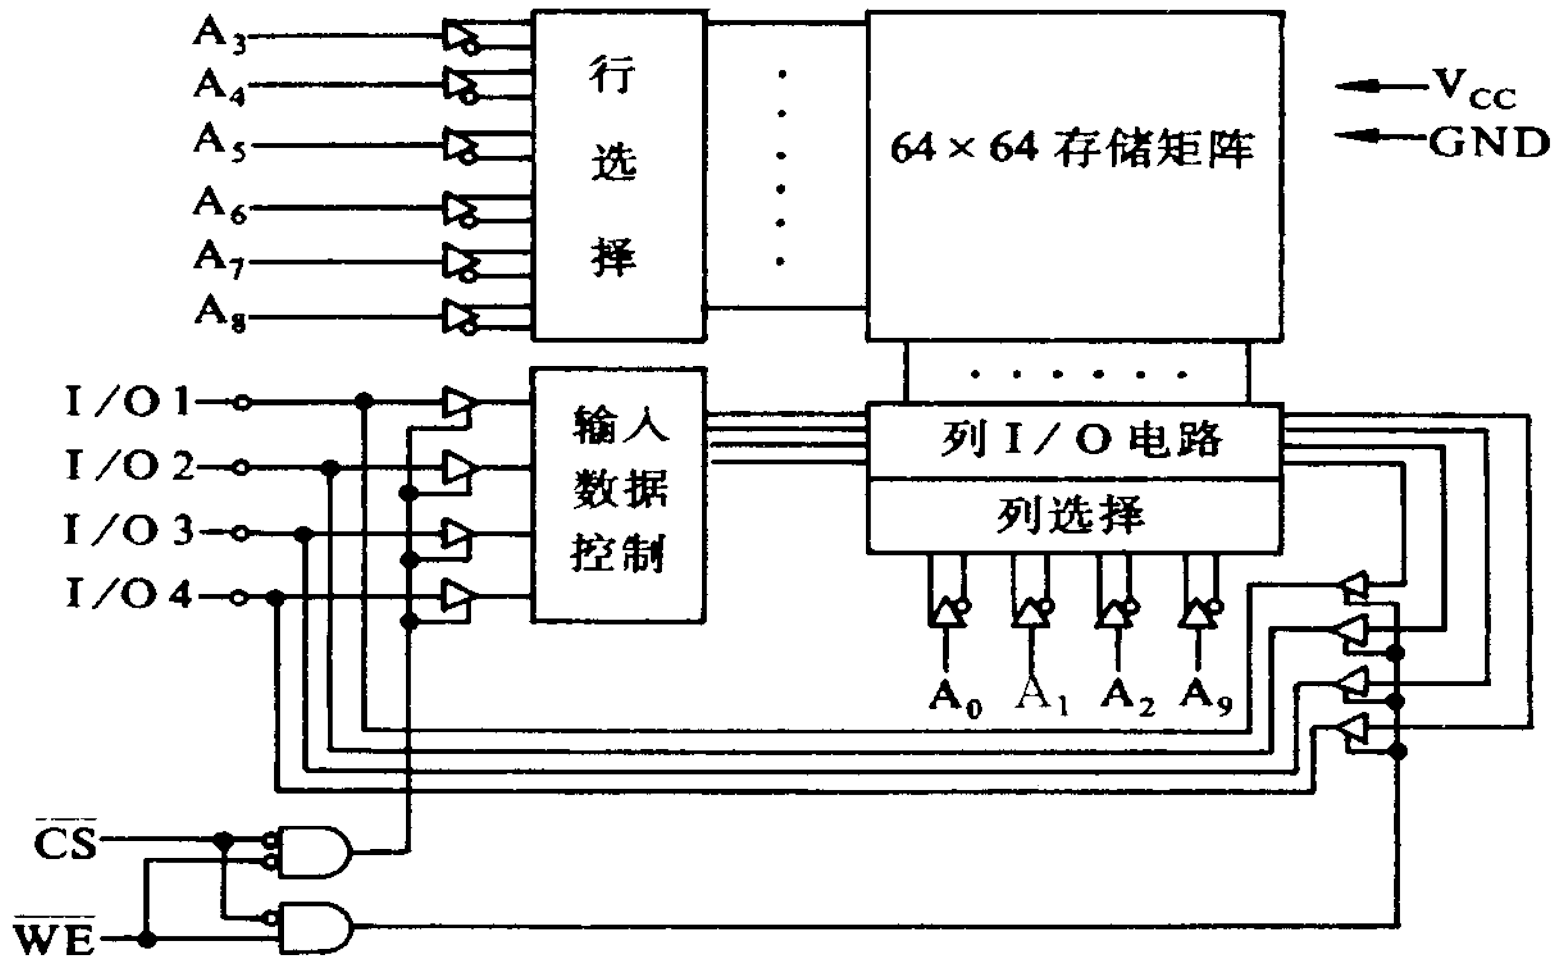 A3
A4
A5
A6
A7
A8
行选择
64×64 存储矩阵
VCC
GND
I/O 1
I/O 2
I/O 3
I/O 4
输入
数据
控制
列 I/O 电路
列选择
A0
A1
A2
A9
CS
WE